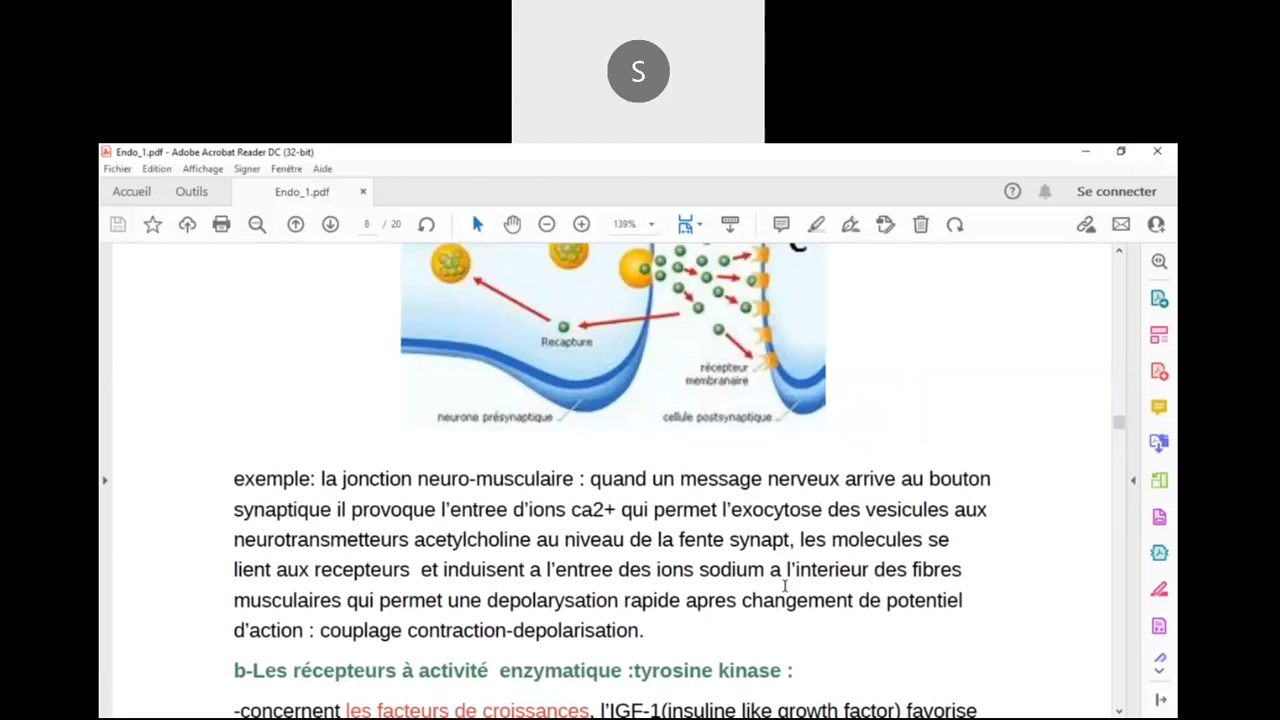 S
Endo_1.pdf - Adobe Acrobat Reader DC (32-bit)
Fichier Edition Affichage Signer Fenêtre Aide
Accueil Outils Endo_1.pdf × Se connecter
8 / 20 139%
C
Recapture
récepteur
membranaire
neurone présynaptique cellule postsynaptique
exemple: la jonction neuro-musculaire : quand un message nerveux arrive au bouton
synaptique il provoque l'entree d'ions ca2+ qui permet l'exocytose des vesicules aux
neurotransmetteurs acetylcholine au niveau de la fente synapt, les molecules se
lient aux recepteurs et induisent a l'entree des ions sodium a l'interieur des fibres
musculaires qui permet une depolarysation rapide apres changement de potentiel
d'action : couplage contraction-depolarisation.
b-Les récepteurs à activité enzymatique :tyrosine kinase :
-concernent les facteurs de croissances, l'IGF-1(insuline like growth factor) favorise